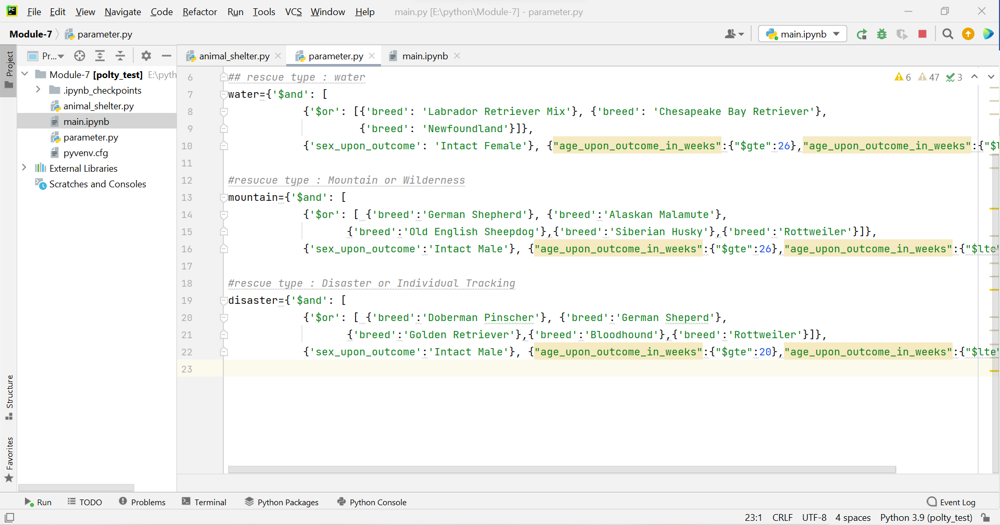 File Edit View Navigate Code Refactor Run Tools VCS Window Help main.py [E:\python\Module-7] - parameter.py
Module-7 parameter.py main.ipynb
Project Pr... animal_shelter.py parameter.py main.ipynb
Module-7 [polty_test] E:\pyth
.ipynb_checkpoints
animal_shelter.py
main.ipynb
parameter.py
pyvenv.cfg
External Libraries
Scratches and Consoles
6 47 3
6 ## rescue type : water
7 water={'$and': [
8 {'$or': [{'breed': 'Labrador Retriever Mix'}, {'breed': 'Chesapeake Bay Retriever'},
9 {'breed': 'Newfoundland'}]},
10 {'sex_upon_outcome': 'Intact Female'}, {"age_upon_outcome_in_weeks":{"$gte":26},"age_upon_outcome_in_weeks":{"$l
11
12 #resucue type : Mountain or Wilderness
13 mountain={'$and': [
14 {'$or': [ {'breed':'German Shepherd'}, {'breed':'Alaskan Malamute'},
15 {'breed':'Old English Sheepdog'},{'breed':'Siberian Husky'},{'breed':'Rottweiler'}]},
16 {'sex_upon_outcome':'Intact Male'}, {"age_upon_outcome_in_weeks":{"$gte":26},"age_upon_outcome_in_weeks":{"$lte"
17
18 #rescue type : Disaster or Individual Tracking
19 disaster={'$and': [
20 {'$or': [ {'breed':'Doberman Pinscher'}, {'breed':'German Sheperd'},
21 {'breed':'Golden Retriever'},{'breed':'Bloodhound'},{'breed':'Rottweiler'}]},
22 {'sex_upon_outcome':'Intact Male'}, {"age_upon_outcome_in_weeks":{"$gte":20},"age_upon_outcome_in_weeks":{"$lte"
23
Structure
Favorites
Run TODO Problems Terminal Python Packages Python Console Event Log
23:1 CRLF UTF-8 4 spaces Python 3.9 (polty_test)